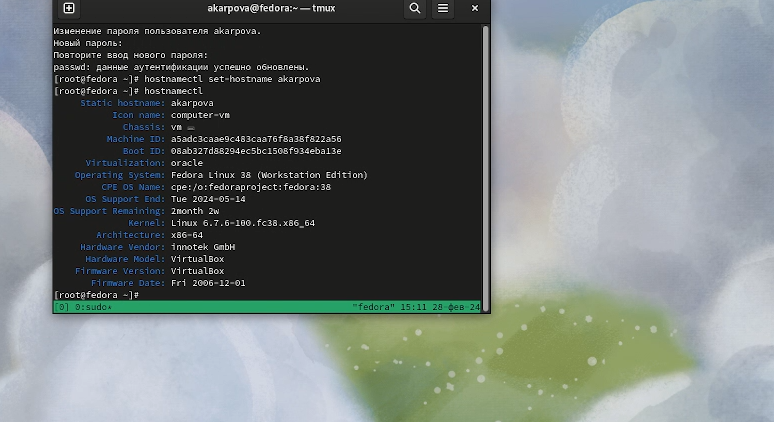 akarpova@fedora:~ — tmux
Изменение пароля пользователя akarpova.
Новый пароль:
Повторите ввод нового пароля:
passwd: данные аутентификации успешно обновлены.
[root@fedora ~]# hostnamectl set-hostname akarpova
[root@fedora ~]# hostnamectl
Static hostname: akarpova
Icon name: computer-vm
Chassis: vm
Machine ID: a5adc3caae9c483caa76f8a38f822a56
Boot ID: 08ab327d88294ec5bc1508f934eba13e
Virtualization: oracle
Operating System: Fedora Linux 38 (Workstation Edition)
CPE OS Name: cpe:/o:fedoraproject:fedora:38
OS Support End: Tue 2024-05-14
OS Support Remaining: 2month 2w
Kernel: Linux 6.7.6-100.fc38.x86_64
Architecture: x86-64
Hardware Vendor: innotek GmbH
Hardware Model: VirtualBox
Firmware Version: VirtualBox
Firmware Date: Fri 2006-12-01
[root@fedora ~]#
[0] 0:sudo* "fedora" 15:11 28-фев-24